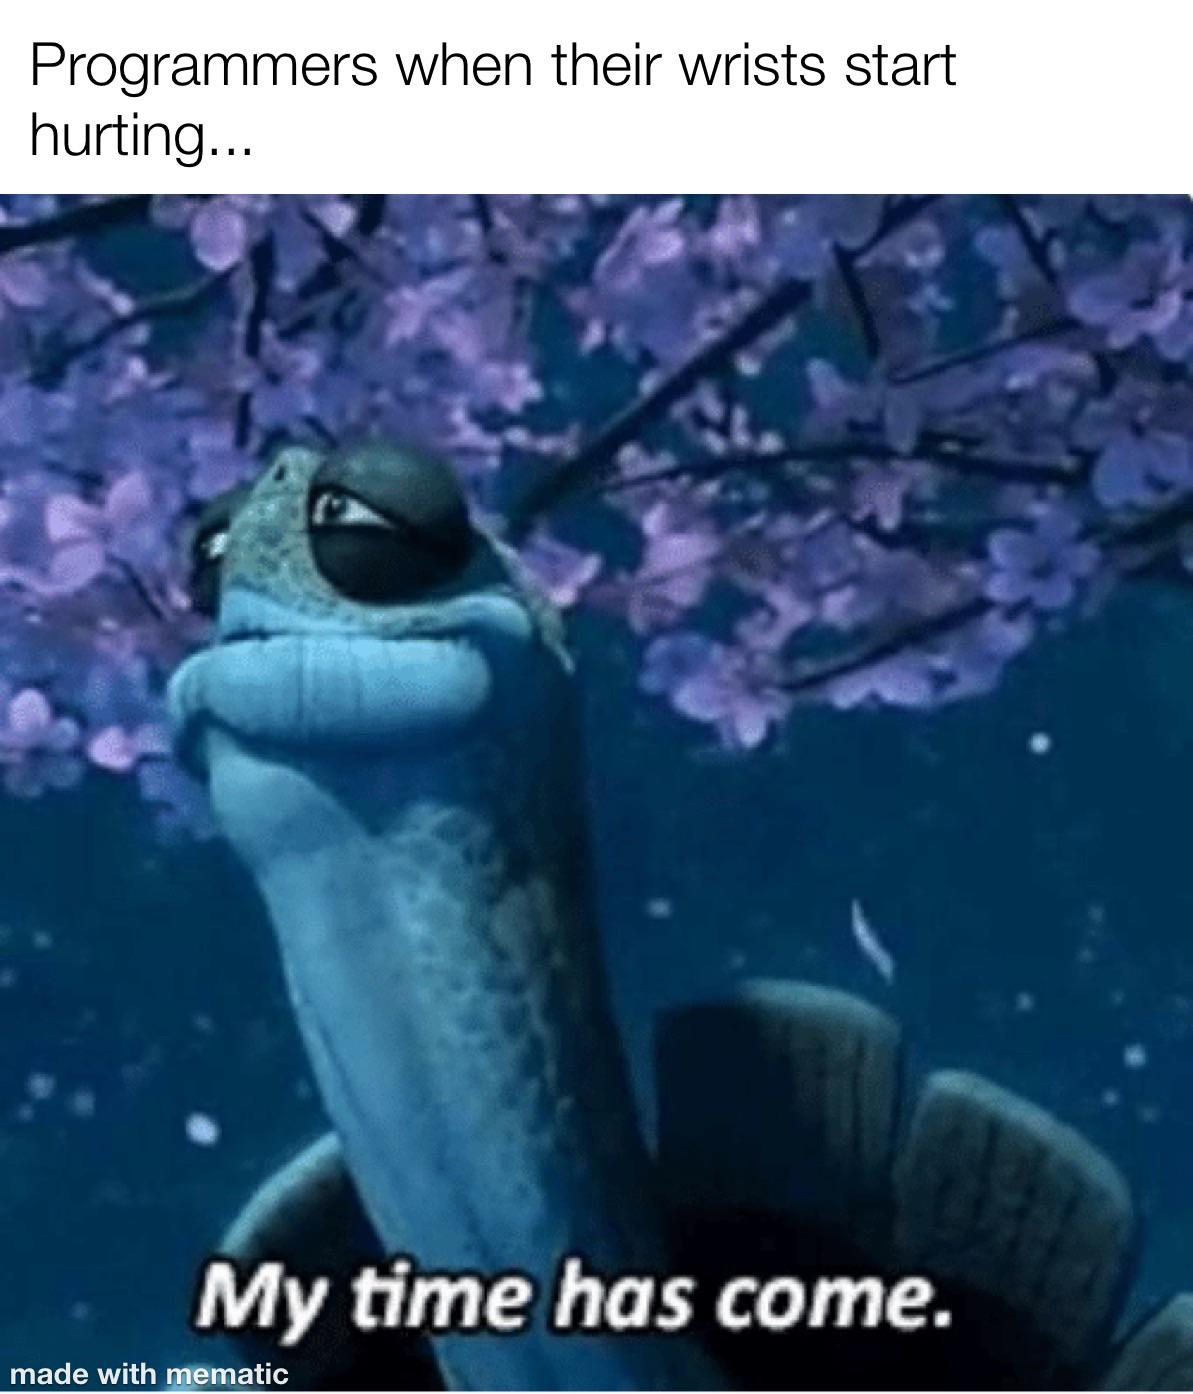 Programmers when their wrists start
hurting...
My time has come.
made with mematic